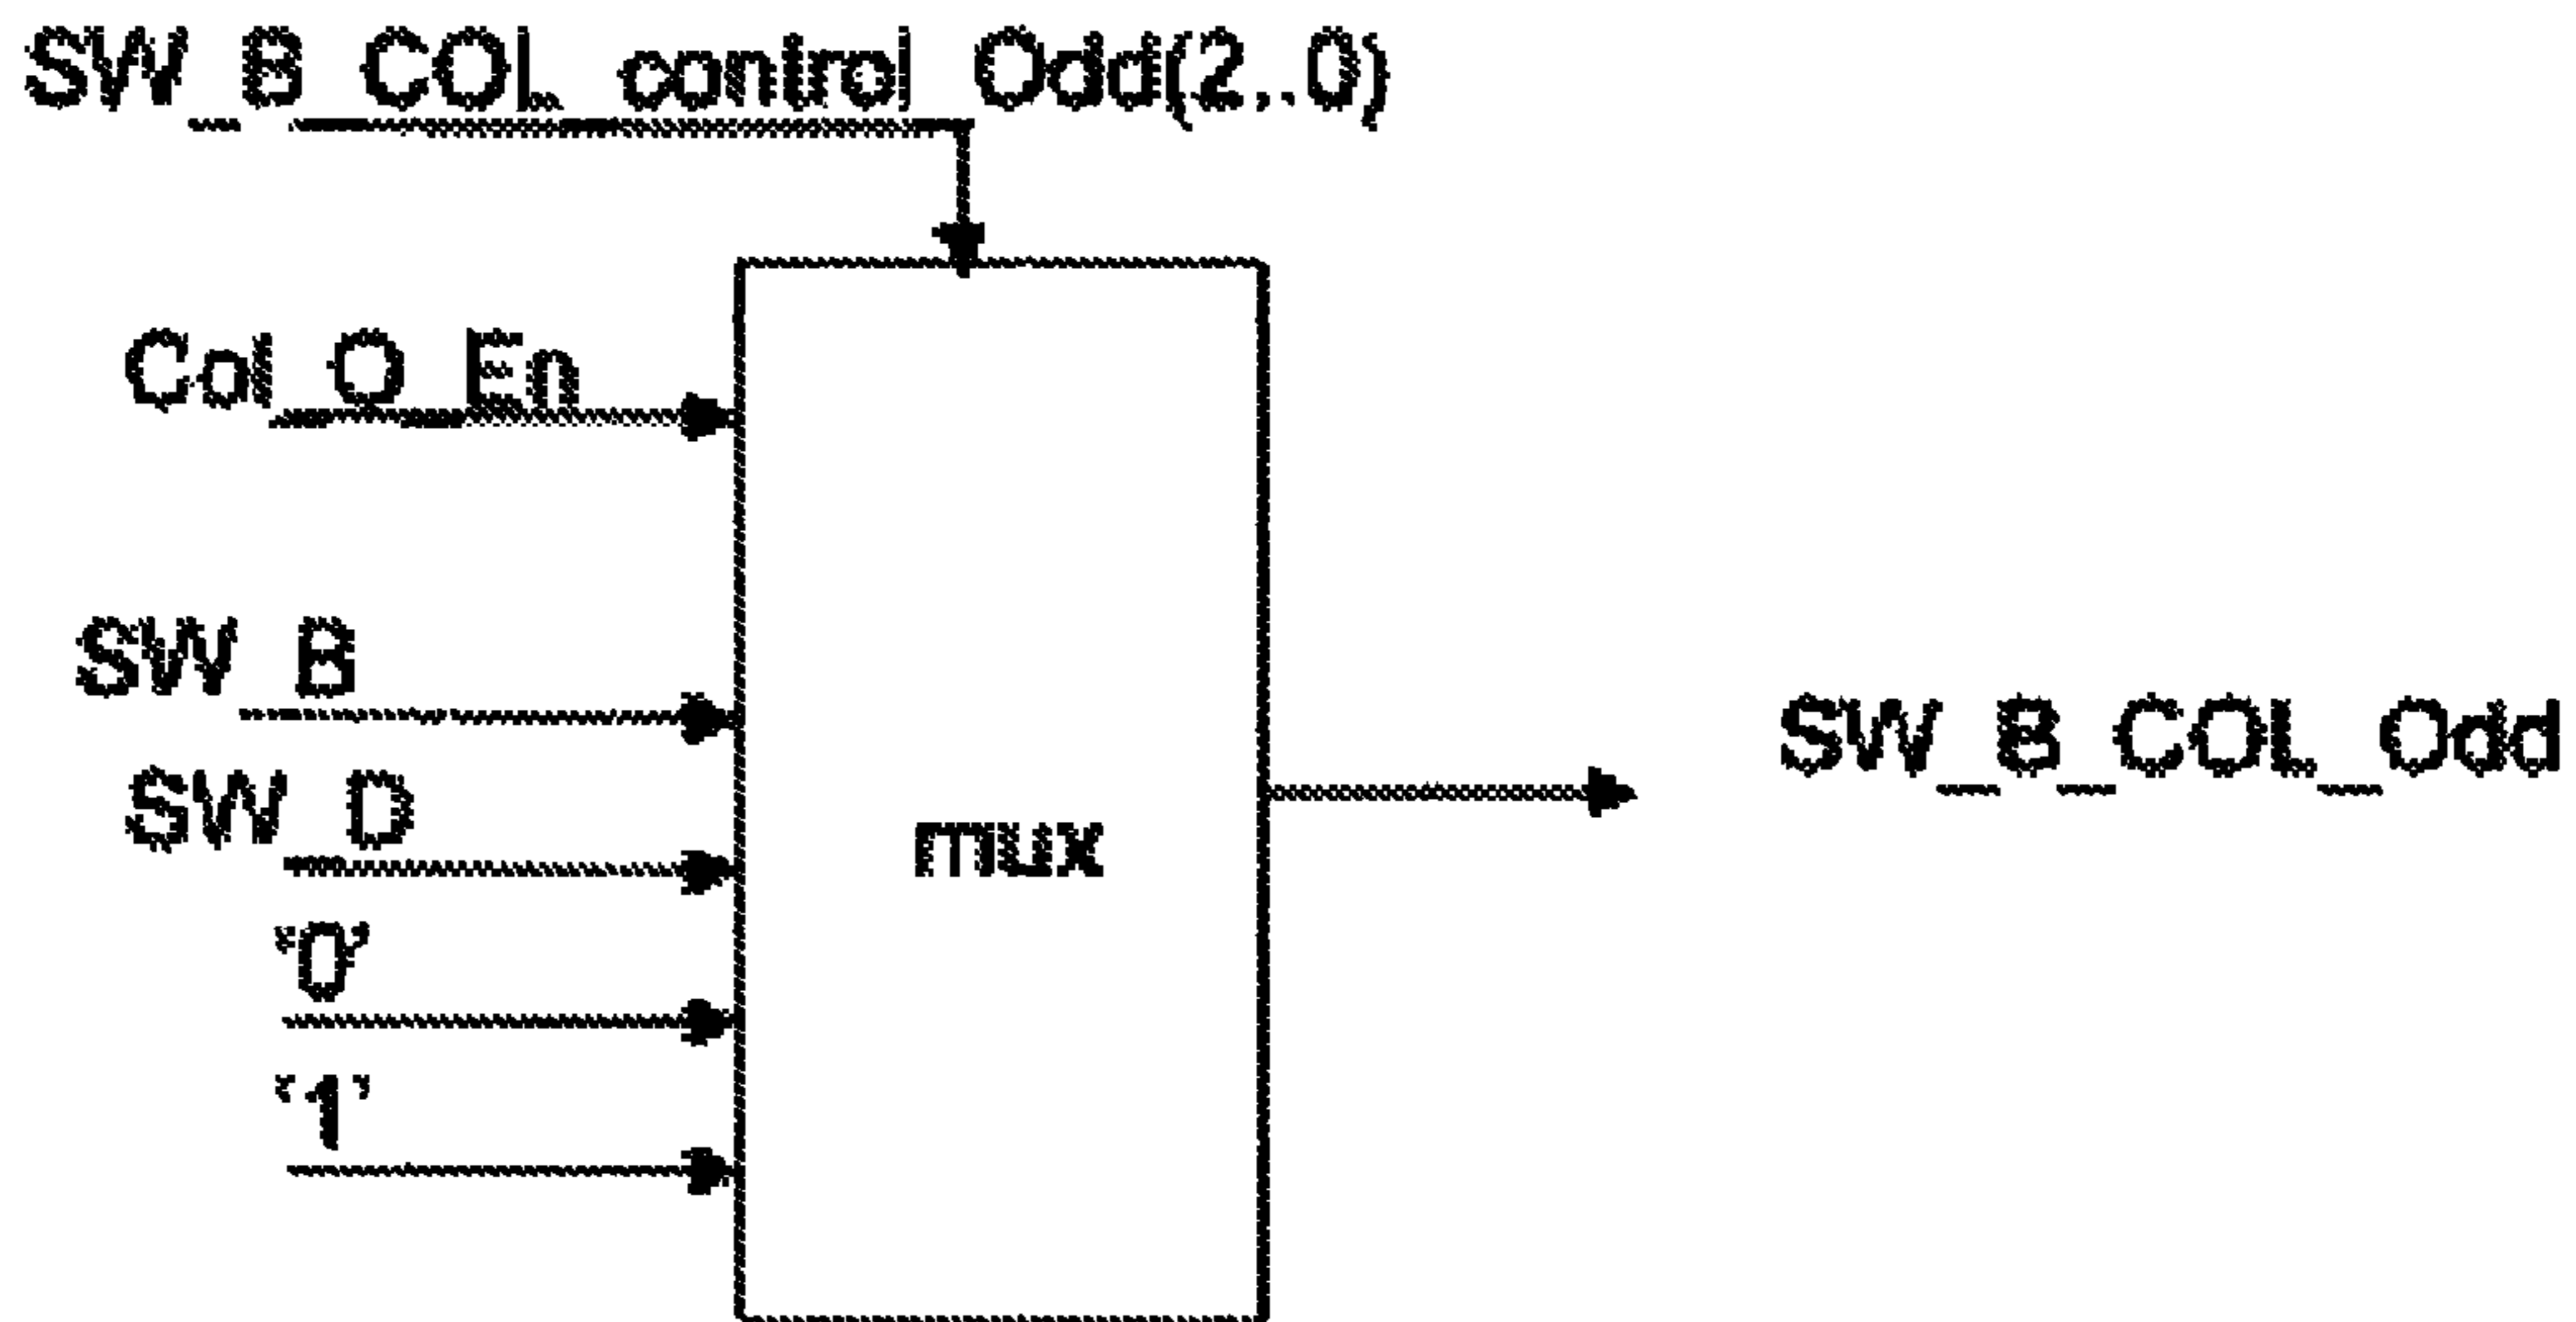 SW_B_COL_control_Odd(2..0)
Col_O_En
SW_B
SW_D
'0'
'1'
mux
SW_B_COL_Odd